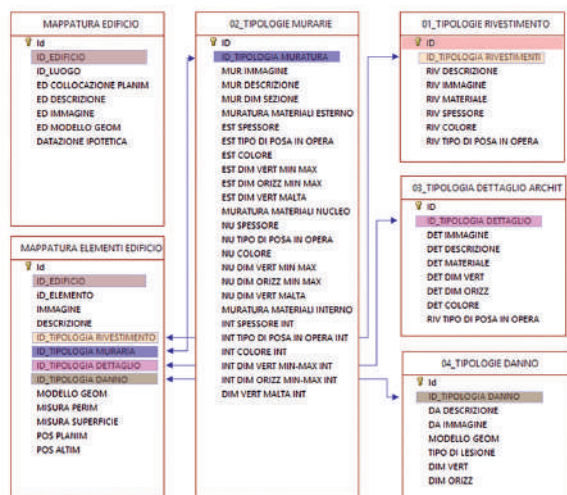 MAPPATURA EDIFICIO
Id
ID_EDIFICIO
ID_LUOGO
ED COLLOCAZIONE PLANIM
ED DESCRIZIONE
ED IMMAGINE
ED MODELLO GEOM
DATAZIONE IPOTETICA
MAPPATURA ELEMENTI EDIFICIO
Id
ID_EDIFICIO
iD_ELEMENTO
IMMAGINE
DESCRIZIONE
ID_TIPOLOGIA RIVESTIMENTO
ID_TIPOLOGIA MURARIA
ID_TIPOLOGIA DETTAGLIO
ID_TIPOLOGIA DANNO
MODELLO GEOM
MISURA PERIM
MISURA SUPERFICIE
POS PLANIM
POS ALTIM
02_TIPOLOGIE MURARIE
ID
ID_TIPOLOGIA MURATURA
MUR IMMAGINE
MUR DESCRIZIONE
MUR DIM SEZIONE
MURATURA MATERIALI ESTERNO
EST SPESSORE
EST TIPO DI POSA IN OPERA
EST COLORE
EST DIM VERT MIN MAX
EST DIM ORIZZ MIN MAX
EST DIM VERT MALTA
MURATURA MATERIALI NUCLEO
NU SPESSORE
NU TIPO DI POSA IN OPERA
NU COLORE
NU DIM VERT MIN MAX
NU DIM ORIZZ MIN MAX
NU DIM VERT MALTA
MURATURA MATERIALI INTERNO
INT SPESSORE INT
INT TIPO DI POSA IN OPERA INT
INT COLORE INT
INT DIM VERT MIN-MAX INT
INT DIM ORIZZ MIN-MAX INT
DIM VERT MALTA INT
01_TIPOLOGIE RIVESTIMENTO
ID
ID_TIPOLOGIA RIVESTIMENTI
RIV DESCRIZIONE
RIV IMMAGINE
RIV MATERIALE
RIV SPESSORE
RIV COLORE
RIV TIPO DI POSA IN OPERA
03_TIPOLOGIA DETTAGLIO ARCHIT
ID
ID_TIPOLOGIA DETTAGLIO
DET IMMAGINE
DET DESCRIZIONE
DET MATERIALE
DET DIM VERT
DET DIM ORIZZ
DET COLORE
RIV TIPO DI POSA IN OPERA
04_TIPOLOGIE DANNO
Id
ID_TIPOLOGIA DANNO
DA DESCRIZIONE
DA IMMAGINE
MODELLO GEOM
TIPO DI LESIONE
DIM VERT
DIM ORIZZ